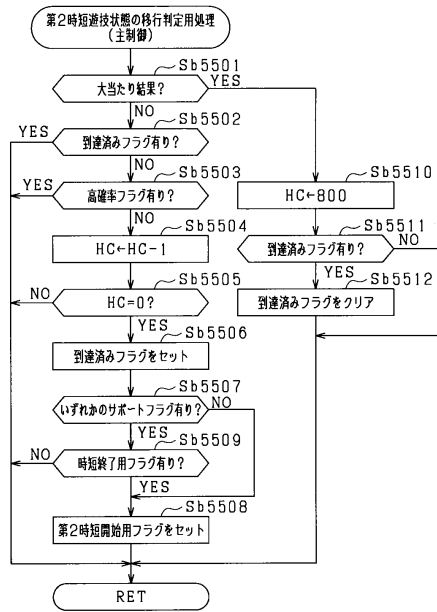 第2時短遊技状態の移行判定用処理
(主制御)
Sb5501
大当たり結果?
YES
NO
Sb5502
YES
到達済みフラグ有り?
NO
Sb5503
YES
高確率フラグ有り?
NO
Sb5504
HC←HC-1
Sb5505
NO
HC=0?
YES
Sb5506
到達済みフラグをセット
Sb5507
いずれかのサポートフラグ有り?
NO
YES
Sb5509
NO
時短終了用フラグ有り?
YES
Sb5508
第2時短開始用フラグをセット
Sb5510
HC←800
Sb5511
到達済みフラグ有り?
NO
YES
Sb5512
到達済みフラグをクリア
RET